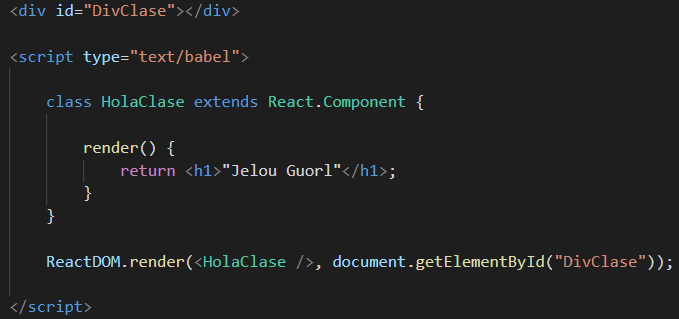 <div id="DivClase"></div>
<script type="text/babel">
class HolaClase extends React.Component {
render() {
return <h1>"Jelou Guorl"</h1>;
}
}
ReactDOM.render(<HolaClase />, document.getElementById("DivClase"));
</script>